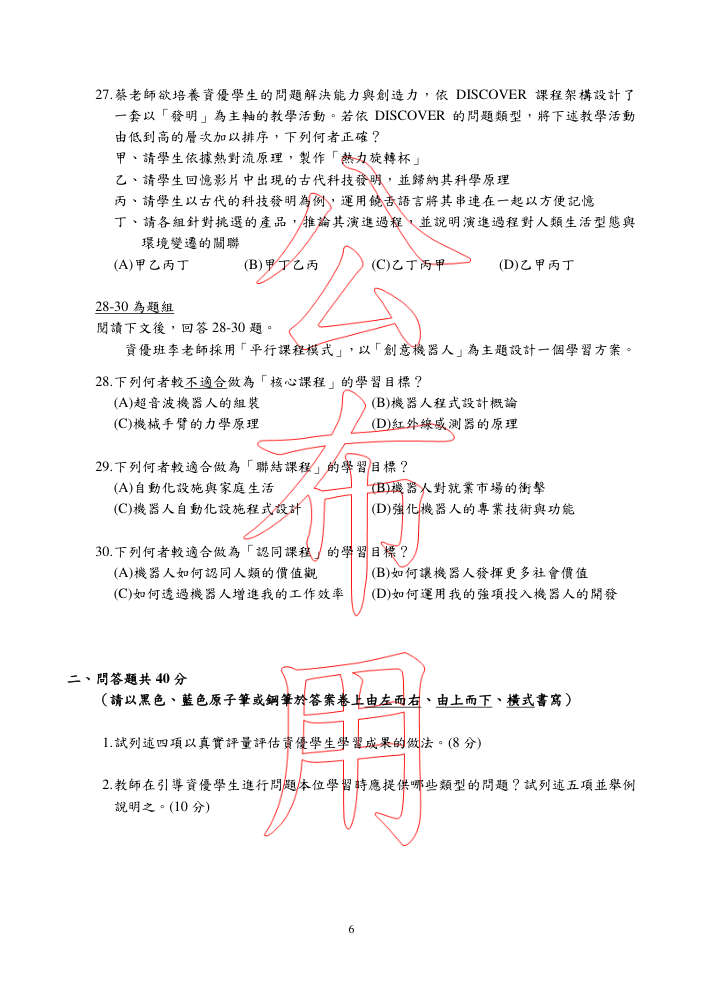 27.蔡老師欲培養資優學生的問題解決能力與創造力，依 DISCOVER 課程架構設計了
一套以「發明」為主軸的教學活動。若依 DISCOVER 的問題類型，將下述教學活動
由低到高的層次加以排序，下列何者正確？
甲、請學生依據熱對流原理，製作「熱力旋轉杯」
乙、請學生回憶影片中出現的古代科技發明，並歸納其科學原理
丙、請學生以古代的科技發明為例，運用饒舌語言將其串連在一起以方便記憶
丁、請各組針對挑選的產品，推論其演進過程，並說明演進過程對人類生活型態與
環境變遷的關聯
(A)甲乙丙丁 (B)甲丁乙丙 (C)乙丁丙甲 (D)乙甲丙丁
28-30 為題組
閱讀下文後，回答 28-30 題。
資優班李老師採用「平行課程模式」，以「創意機器人」為主題設計一個學習方案。
28.下列何者較不適合做為「核心課程」的學習目標？
(A)超音波機器人的組裝 (B)機器人程式設計概論
(C)機械手臂的力學原理 (D)紅外線感測器的原理
29.下列何者較適合做為「聯結課程」的學習目標？
(A)自動化設施與家庭生活 (B)機器人對就業市場的衝擊
(C)機器人自動化設施程式設計 (D)強化機器人的專業技術與功能
30.下列何者較適合做為「認同課程」的學習目標？
(A)機器人如何認同人類的價值觀 (B)如何讓機器人發揮更多社會價值
(C)如何透過機器人增進我的工作效率 (D)如何運用我的強項投入機器人的開發
二、問答題共 40 分
（請以黑色、藍色原子筆或鋼筆於答案卷上由左而右、由上而下、橫式書寫）
1.試列述四項以真實評量評估資優學生學習成果的做法。(8 分)
2.教師在引導資優學生進行問題本位學習時應提供哪些類型的問題？試列述五項並舉例
說明之。(10 分)
6
公布用